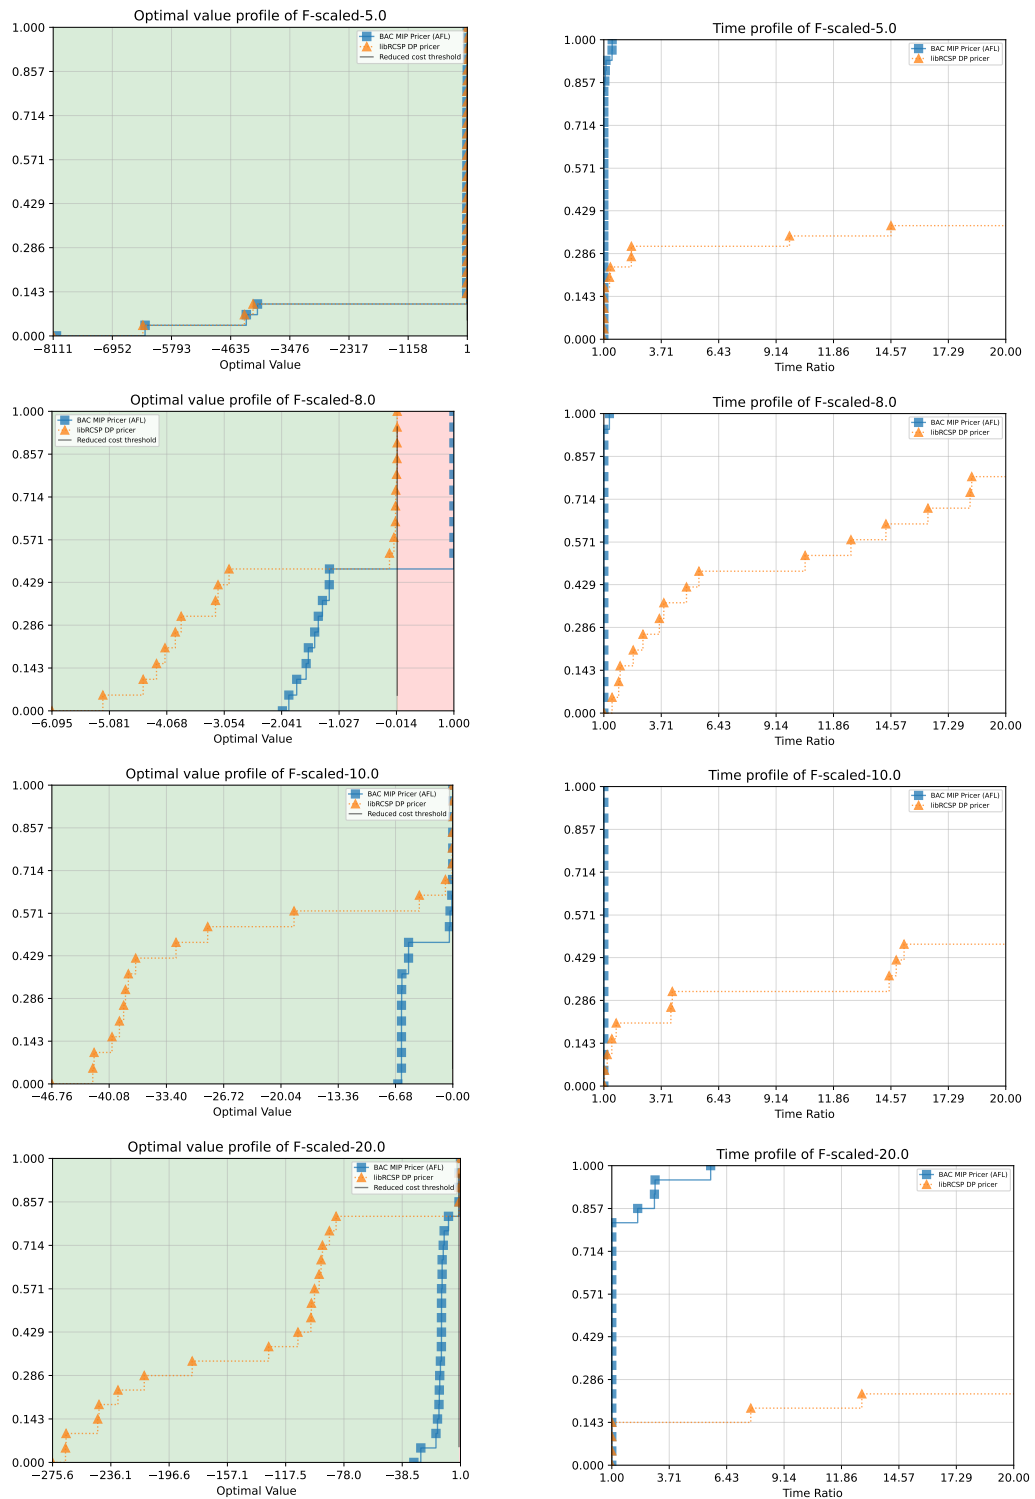 Optimal value profile of F-scaled-5.0
1.000
0.857
0.714
0.571
0.429
0.286
0.143
0.000
BAC MIP Pricer (AFL)
libRCSP DP pricer
Reduced cost threshold
−8111 −6952 −5793 −4635 −3476 −2317 −1158 1
Optimal Value
Time profile of F-scaled-5.0
1.000
0.857
0.714
0.571
0.429
0.286
0.143
0.000
BAC MIP Pricer (AFL)
libRCSP DP pricer
1.00 3.71 6.43 9.14 11.86 14.57 17.29 20.00
Time Ratio
Optimal value profile of F-scaled-8.0
1.000
0.857
0.714
0.571
0.429
0.286
0.143
0.000
BAC MIP Pricer (AFL)
libRCSP DP pricer
Reduced cost threshold
−6.095 −5.081 −4.068 −3.054 −2.041 −1.027 −0.014 1.000
Optimal Value
Time profile of F-scaled-8.0
1.000
0.857
0.714
0.571
0.429
0.286
0.143
0.000
BAC MIP Pricer (AFL)
libRCSP DP pricer
1.00 3.71 6.43 9.14 11.86 14.57 17.29 20.00
Time Ratio
Optimal value profile of F-scaled-10.0
1.000
0.857
0.714
0.571
0.429
0.286
0.143
0.000
BAC MIP Pricer (AFL)
libRCSP DP pricer
Reduced cost threshold
−46.76 −40.08 −33.40 −26.72 −20.04 −13.36 −6.68 −0.00
Optimal Value
Time profile of F-scaled-10.0
1.000
0.857
0.714
0.571
0.429
0.286
0.143
0.000
BAC MIP Pricer (AFL)
libRCSP DP pricer
1.00 3.71 6.43 9.14 11.86 14.57 17.29 20.00
Time Ratio
Optimal value profile of F-scaled-20.0
1.000
0.857
0.714
0.571
0.429
0.286
0.143
0.000
BAC MIP Pricer (AFL)
libRCSP DP pricer
Reduced cost threshold
−275.6 −236.1 −196.6 −157.1 −117.5 −78.0 −38.5 1.0
Optimal Value
Time profile of F-scaled-20.0
1.000
0.857
0.714
0.571
0.429
0.286
0.143
0.000
BAC MIP Pricer (AFL)
libRCSP DP pricer
1.00 3.71 6.43 9.14 11.86 14.57 17.29 20.00
Time Ratio